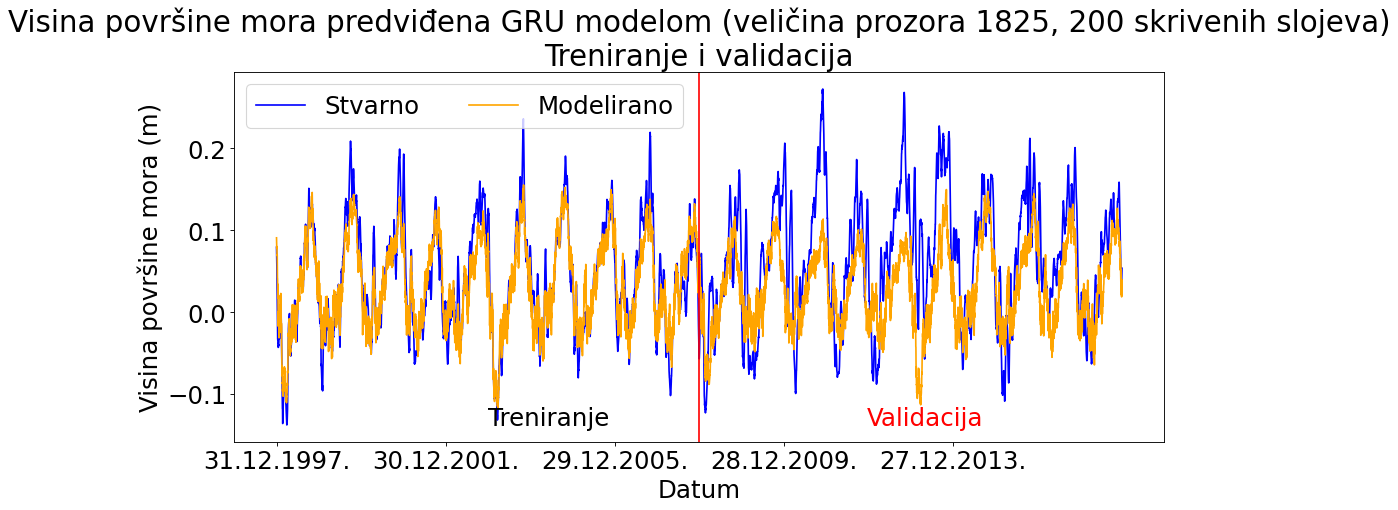 Visina površine mora predviđena GRU modelom (veličina prozora 1825, 200 skrivenih slojeva)
Treniranje i validacija
Stvarno
Modelirano
Visina površine mora (m)
0.2
0.1
0.0
−0.1
Treniranje
Validacija
31.12.1997.
30.12.2001.
29.12.2005.
28.12.2009.
27.12.2013.
Datum